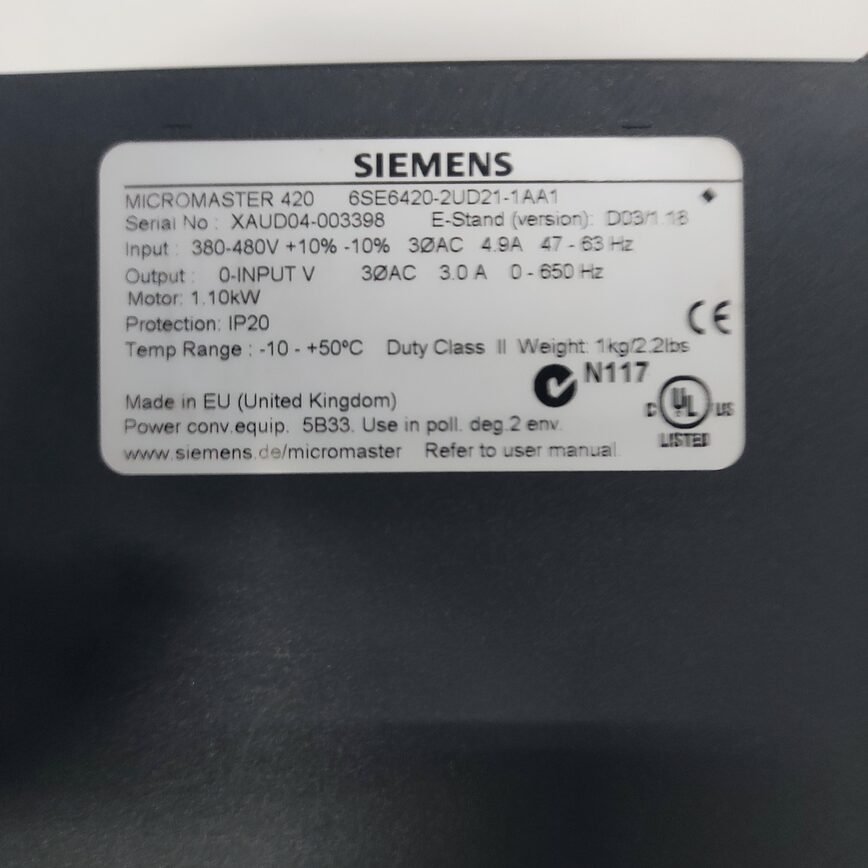 SIEMENS
MICROMASTER 420 6SE6420-2UD21-1AA1
Serial No : XAUD04-003398 E-Stand (version): D03/1.18
Input : 380-480V +10% -10% 3ØAC 4.9A 47 - 63 Hz
Output : 0-INPUT V 3ØAC 3.0 A 0 - 650 Hz
Motor: 1.10kW
Protection: IP20
Temp Range : -10 - +50ºC Duty Class II Weight: 1kg/2.2lbs
CE
N117
Made in EU (United Kingdom)
C UL US
LISTED
Power conv.equip. 5B33. Use in poll. deg.2 env.
www.siemens.de/micromaster Refer to user manual.